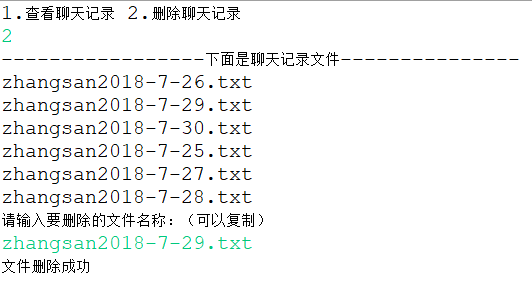 1.查看聊天记录 2.删除聊天记录
2
-----------------下面是聊天记录文件---------------
zhangsan2018-7-26.txt
zhangsan2018-7-29.txt
zhangsan2018-7-30.txt
zhangsan2018-7-25.txt
zhangsan2018-7-27.txt
zhangsan2018-7-28.txt
请输入要删除的文件名称：（可以复制）
zhangsan2018-7-29.txt
文件删除成功